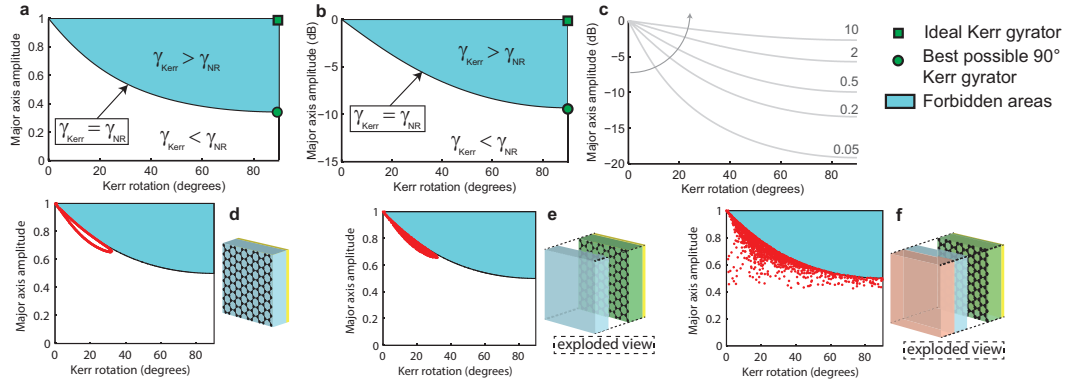 a
1
0.8
0.6
0.4
0.2
0
Major axis amplitude
γKerr > γNR
γKerr = γNR
γKerr < γNR
0 20 40 60 80
Kerr rotation (degrees)
b
0
−5
−10
−15
Major axis amplitude (dB)
γKerr > γNR
γKerr = γNR
γKerr < γNR
0 20 40 60 80
Kerr rotation (degrees)
c
0
−5
−10
−15
−20
Major axis amplitude (dB)
10
2
0.5
0.2
0.05
0 20 40 60 80
Kerr rotation (degrees)
Ideal Kerr gyrator
Best possible 90°
Kerr gyrator
Forbidden areas
d
1
0.8
0.6
0.4
0.2
0
Major axis amplitude
0 20 40 60 80
Kerr rotation (degrees)
e
1
0.8
0.6
0.4
0.2
0
Major axis amplitude
0 20 40 60 80
Kerr rotation (degrees)
exploded view
f
1
0.8
0.6
0.4
0.2
0
Major axis amplitude
0 10 20 30 40 50 60 70 80 90
Kerr rotation (degrees)
exploded view